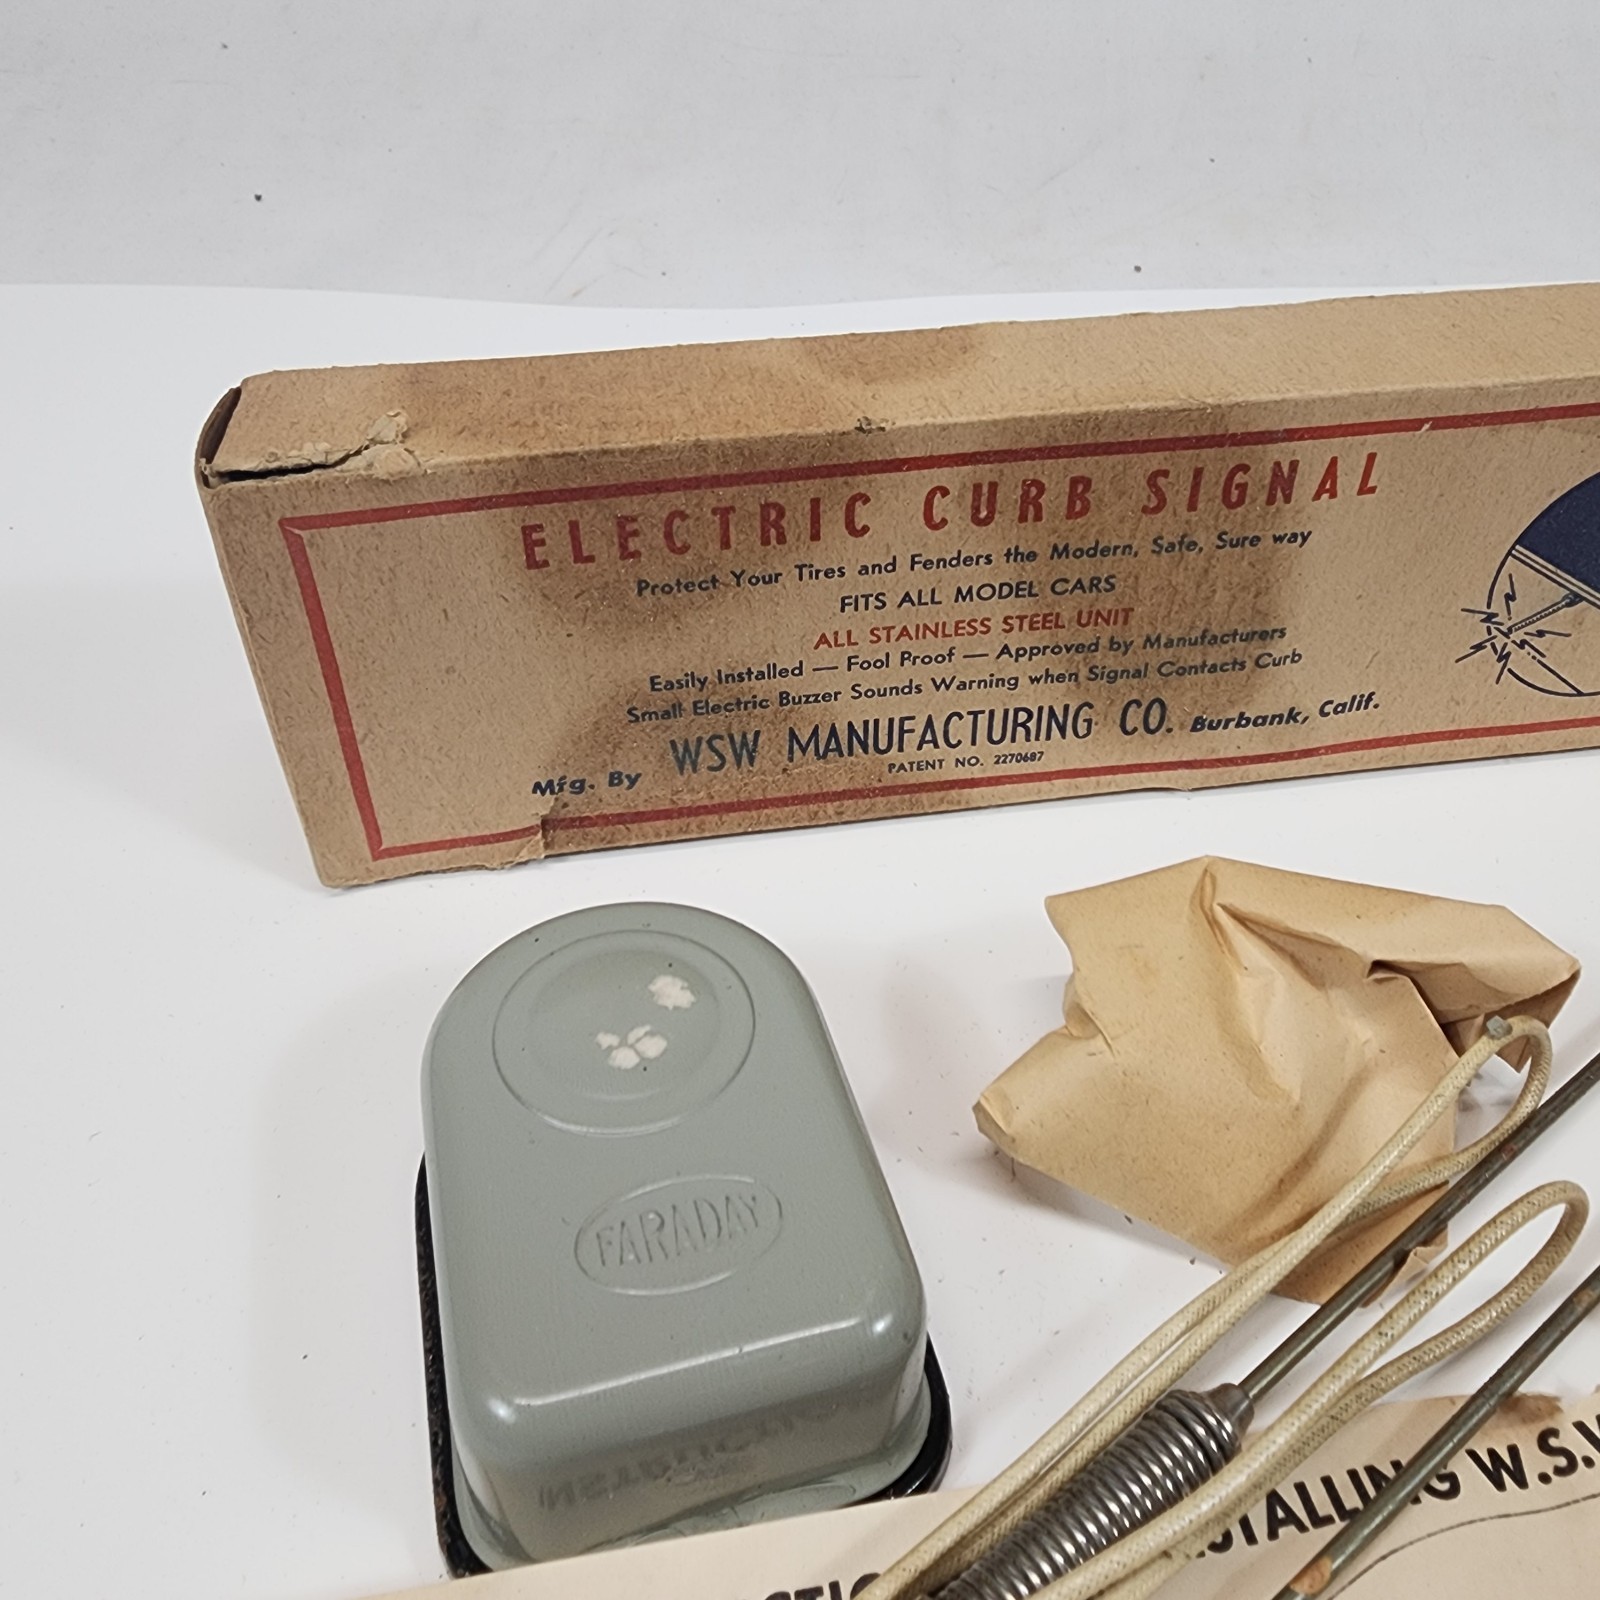 ELECTRIC CURB SIGNAL
Protect Your Tires and Fenders the Modern, Safe, Sure way
FITS ALL MODEL CARS
ALL STAINLESS STEEL UNIT
Easily Installed — Fool Proof — Approved by Manufacturers
Small Electric Buzzer Sounds Warning when Signal Contacts Curb
Mfg. By WSW MANUFACTURING CO. Burbank, Calif.
PATENT NO. 2270687
FARADAY
W.S.W